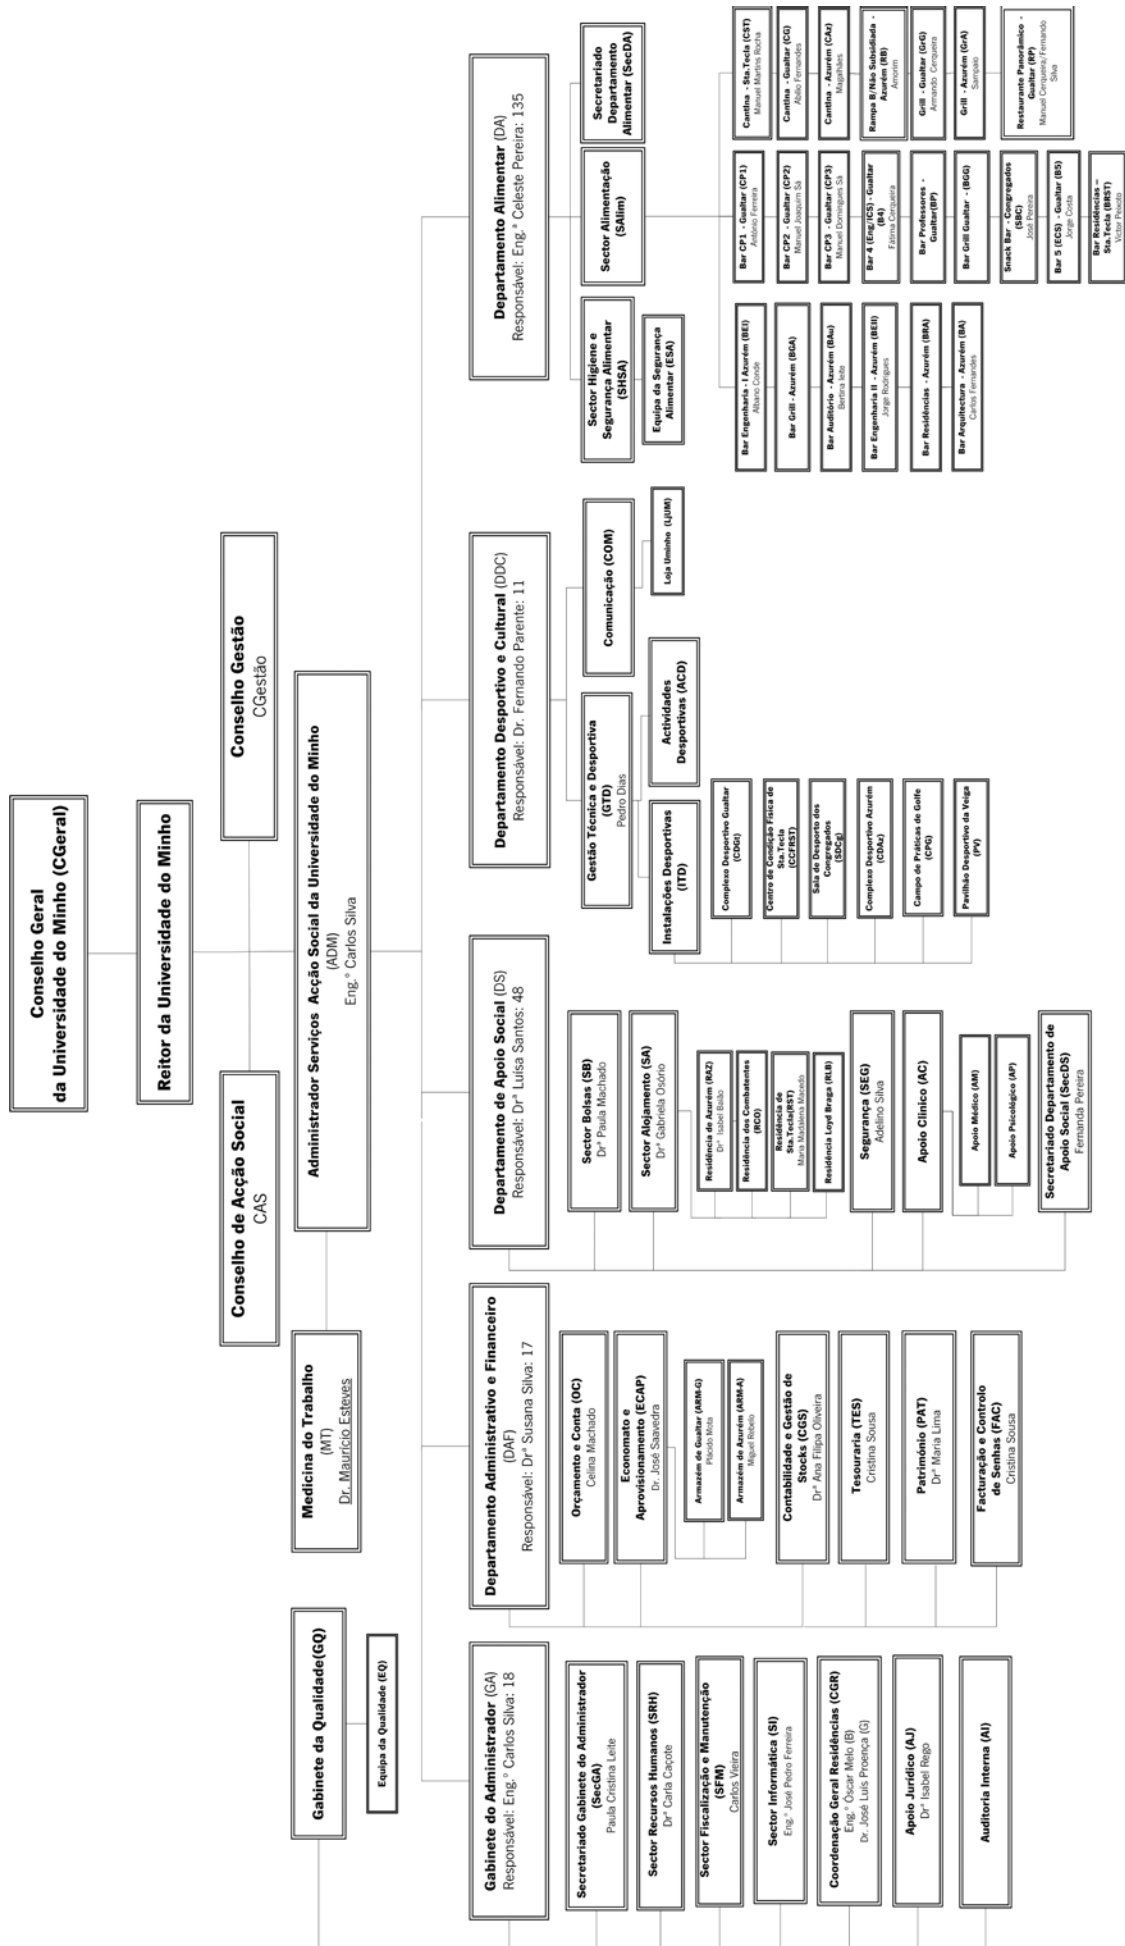 Conselho Geral
da Universidade do Minho (CGeral)
Reitor da Universidade do Minho
Conselho de Acção Social
CAS
Conselho Gestão
CGestão
Gabinete da Qualidade(GQ)
Equipa da Qualidade (EQ)
Medicina do Trabalho
(MT)
Dr. Maurício Esteves
Administrador Serviços Acção Social da Universidade do Minho
(ADM)
Eng.º Carlos Silva
Gabinete do Administrador (GA)
Responsável: Eng.º Carlos Silva: 18
Secretariado Gabinete do Administrador
(SecGA)
Paula Cristina Leite
Sector Recursos Humanos (SRH)
Drª Carla Caçote
Sector Fiscalização e Manutenção
(SFM)
Carlos Vieira
Sector Informática (SI)
Eng.º José Pedro Ferreira
Coordenação Geral Residências (CGR)
Eng.º Óscar Melo (B)
Dr. José Luís Proença (G)
Apoio Jurídico (AJ)
Drª Isabel Rego
Auditoria Interna (AI)
Departamento Administrativo e Financeiro
(DAF)
Responsável: Drª Susana Silva: 17
Orçamento e Conta (OC)
Celina Machado
Economato e
Aprovisionamento (ECAP)
Dr. José Saavedra
Armazém de Gualtar (ARM-G)
Plácido Mota
Armazém de Azurém (ARM-A)
Miguel Rebelo
Contabilidade e Gestão de
Stocks (CGS)
Drª Ana Filipa Oliveira
Tesouraria (TES)
Cristina Sousa
Património (PAT)
Drª Maria Lima
Facturação e Controlo
de Senhas (FAC)
Cristina Sousa
Departamento de Apoio Social (DS)
Responsável: Drª Luísa Santos: 48
Sector Bolsas (SB)
Drª Paula Machado
Sector Alojamento (SA)
Drª Gabriela Osório
Residência de Azurém (RAZ)
Drª Isabel Baião
Residência dos Combatentes
(RCO)
Residência de
Sta.Tecla(RST)
Maria Madalena Macedo
Residência Loyd Braga (RLB)
Segurança (SEG)
Adelino Silva
Apoio Clínico (AC)
Apoio Médico (AM)
Apoio Psicológico (AP)
Secretariado Departamento de
Apoio Social (SecDS)
Fernanda Pereira
Departamento Desportivo e Cultural (DDC)
Responsável: Dr. Fernando Parente: 11
Gestão Técnica e Desportiva
(GTD)
Pedro Dias
Comunicação (COM)
Loja Uminho (LjUM)
Instalações Desportivas
(ITD)
Actividades
Desportivas (ACD)
Complexo Desportivo Gualtar
(CDGt)
Centro de Condição Física de
Sta.Tecla
(CCFRST)
Sala de Desporto dos
Congregados
(SDCg)
Complexo Desportivo Azurém
(CDAz)
Campo de Práticas de Golfe
(CPG)
Pavilhão Desportivo da Veiga
(PV)
Departamento Alimentar (DA)
Responsável: Eng.ª Celeste Pereira: 135
Sector Higiene e
Segurança Alimentar
(SHSA)
Equipa da Segurança
Alimentar (ESA)
Sector Alimentação
(SAlim)
Secretariado
Departamento
Alimentar (SecDA)
Bar Engenharia - I Azurém (BEI)
Albano Conde
Bar Grill - Azurém (BGA)
Bar Auditório - Azurém (BAu)
Bertina leite
Bar Engenharia II - Azurém (BEII)
Jorge Rodrigues
Bar Residências - Azurém (BRA)
Bar Arquitectura - Azurém (BA)
Carlos Fernandes
Bar CP1 - Gualtar (CP1)
António Ferreira
Bar CP2 - Gualtar (CP2)
Manuel Joaquim Sá
Bar CP3 - Gualtar (CP3)
Manuel Domingues Sá
Bar 4 (Eng/ICS) - Gualtar
(B4)
Fátima Cerqueira
Bar Professores -
Gualtar(BP)
Bar Grill Gualtar - (BGG)
Snack Bar - Congregados
(SBC)
José Pereira
Bar 5 (ECS) - Gualtar (B5)
Jorge Costa
Bar Residências –
Sta.Tecla (BRST)
Victor Peixoto
Cantina - Sta.Tecla (CST)
Manuel Martins Rocha
Cantina - Gualtar (CG)
Abílio Fernandes
Cantina - Azurém (CAz)
Magalhães
Rampa B/Não Subsidiada -
Azurém (RB)
Amorim
Grill - Gualtar (GrG)
Armando Cerqueira
Grill - Azurém (GrA)
Sampaio
Restaurante Panorâmico -
Gualtar (RP)
Manuel Cerqueira/Fernando
Silva